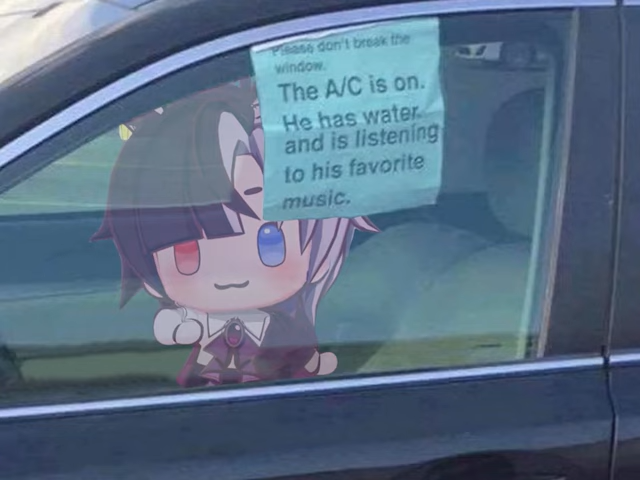 Please don't break the
window.
The A/C is on.
He has water
and is listening
to his favorite
music.